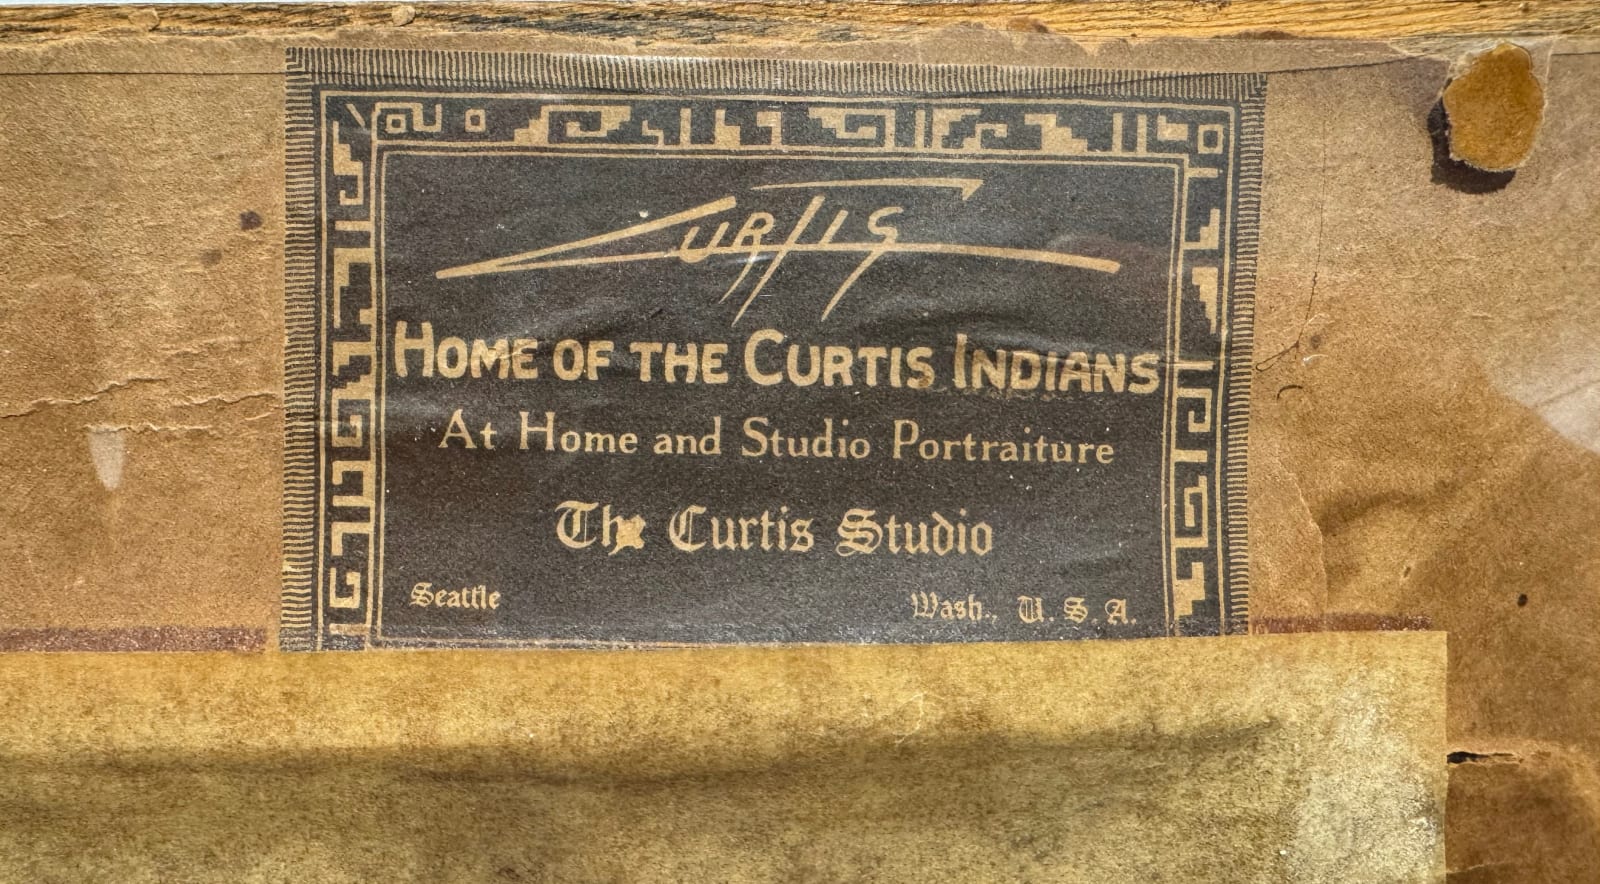 CURTIS
HOME OF THE CURTIS INDIANS
At Home and Studio Portraiture
The Curtis Studio
Seattle Wash., U. S. A.